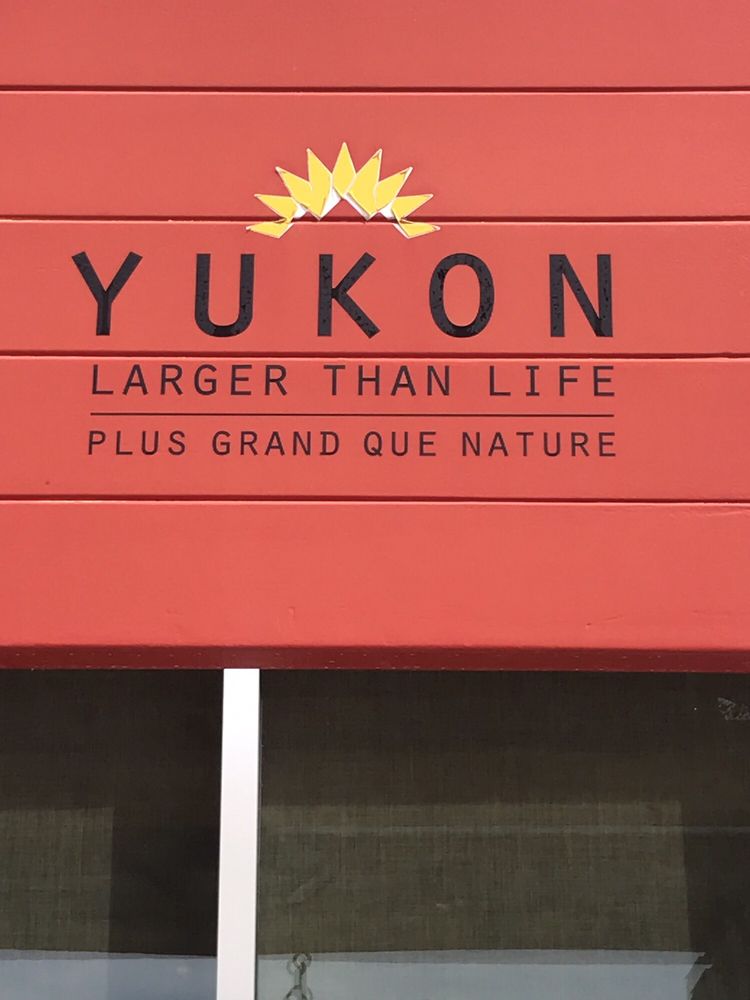 YUKON
LARGER THAN LIFE
PLUS GRAND QUE NATURE